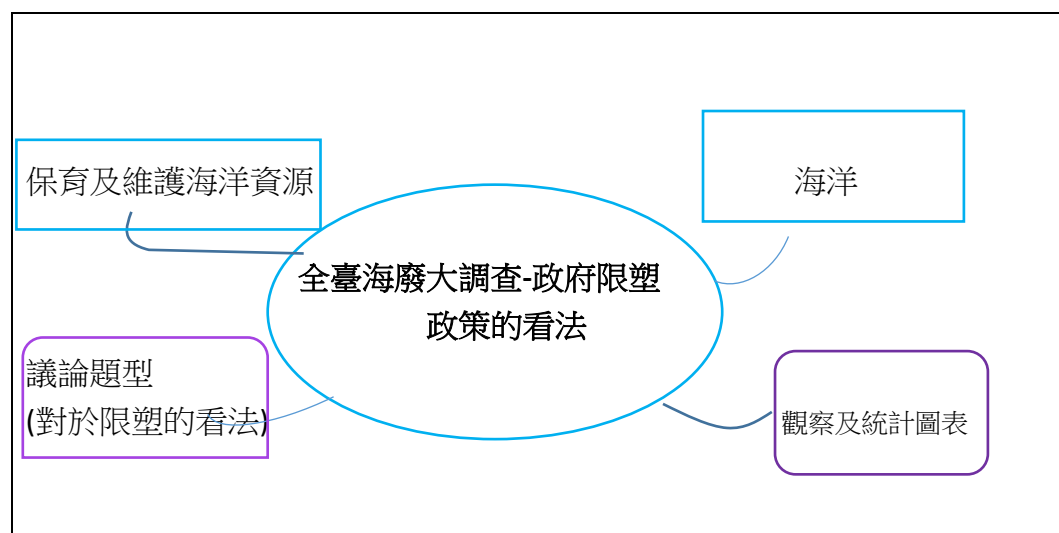 保育及維護海洋資源
海洋
全臺海廢大調查-政府限塑
政策的看法
議論題型
(對於限塑的看法)
觀察及統計圖表